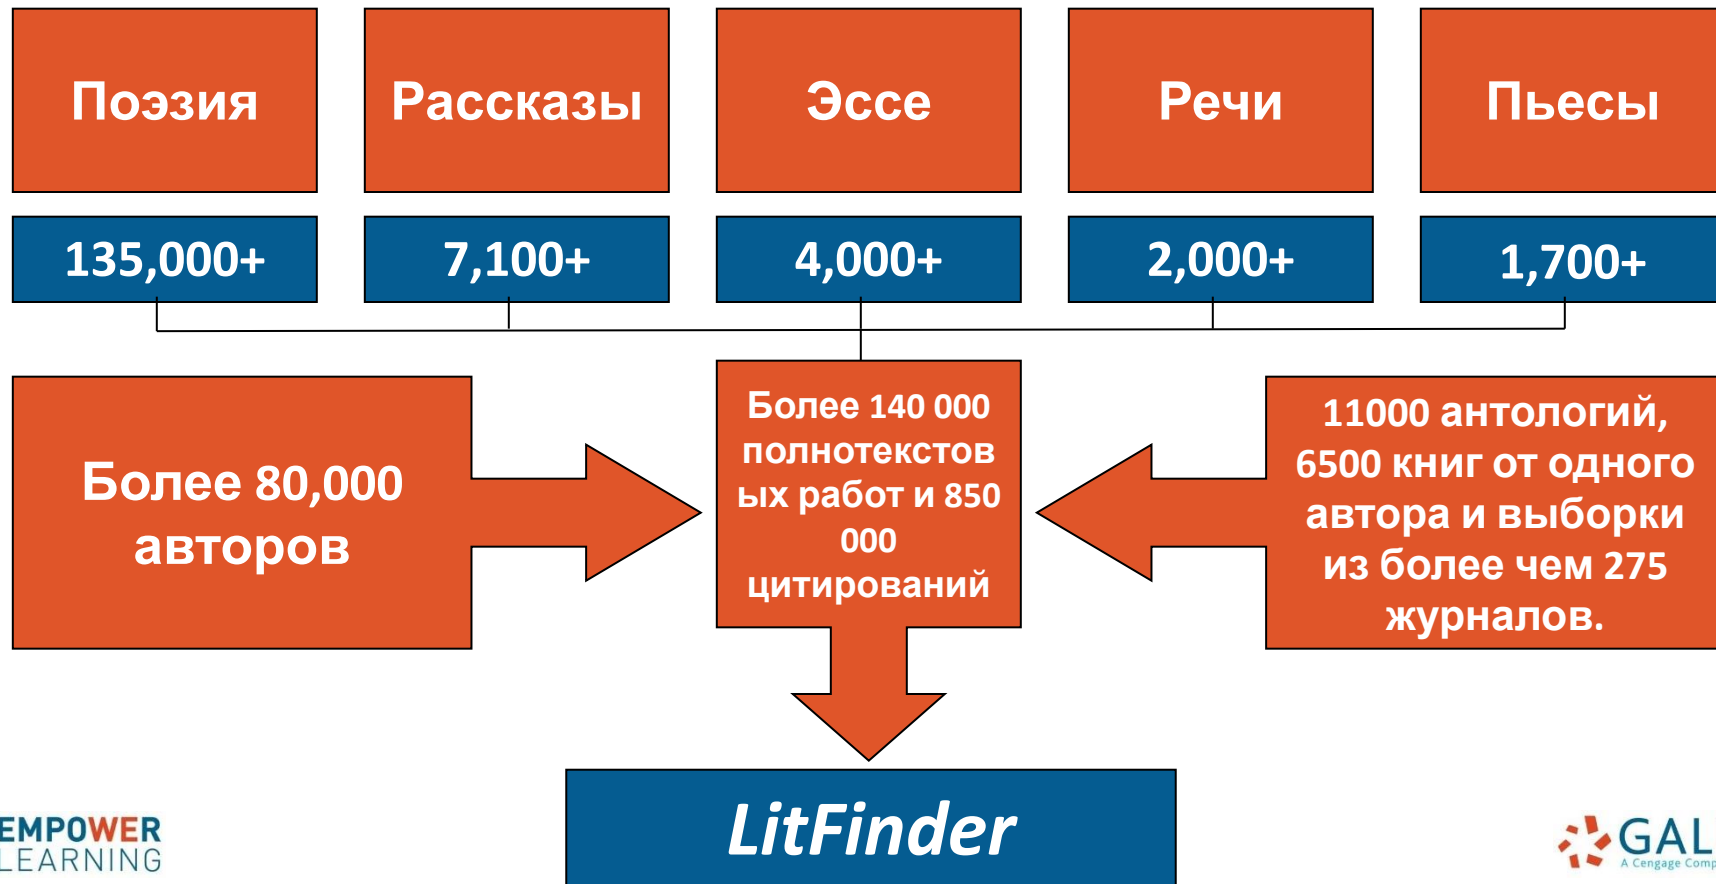 Поэзия
Рассказы
Эссе
Речи
Пьесы
135,000+
7,100+
4,000+
2,000+
1,700+
Более 80,000
авторов
Более 140 000
полнотекстов
ых работ и 850
000
цитирований
11000 антологий,
6500 книг от одного
автора и выборки
из более чем 275
журналов.
LitFinder
EMPOWER
LEARNING
GAL
A Cengage Comp